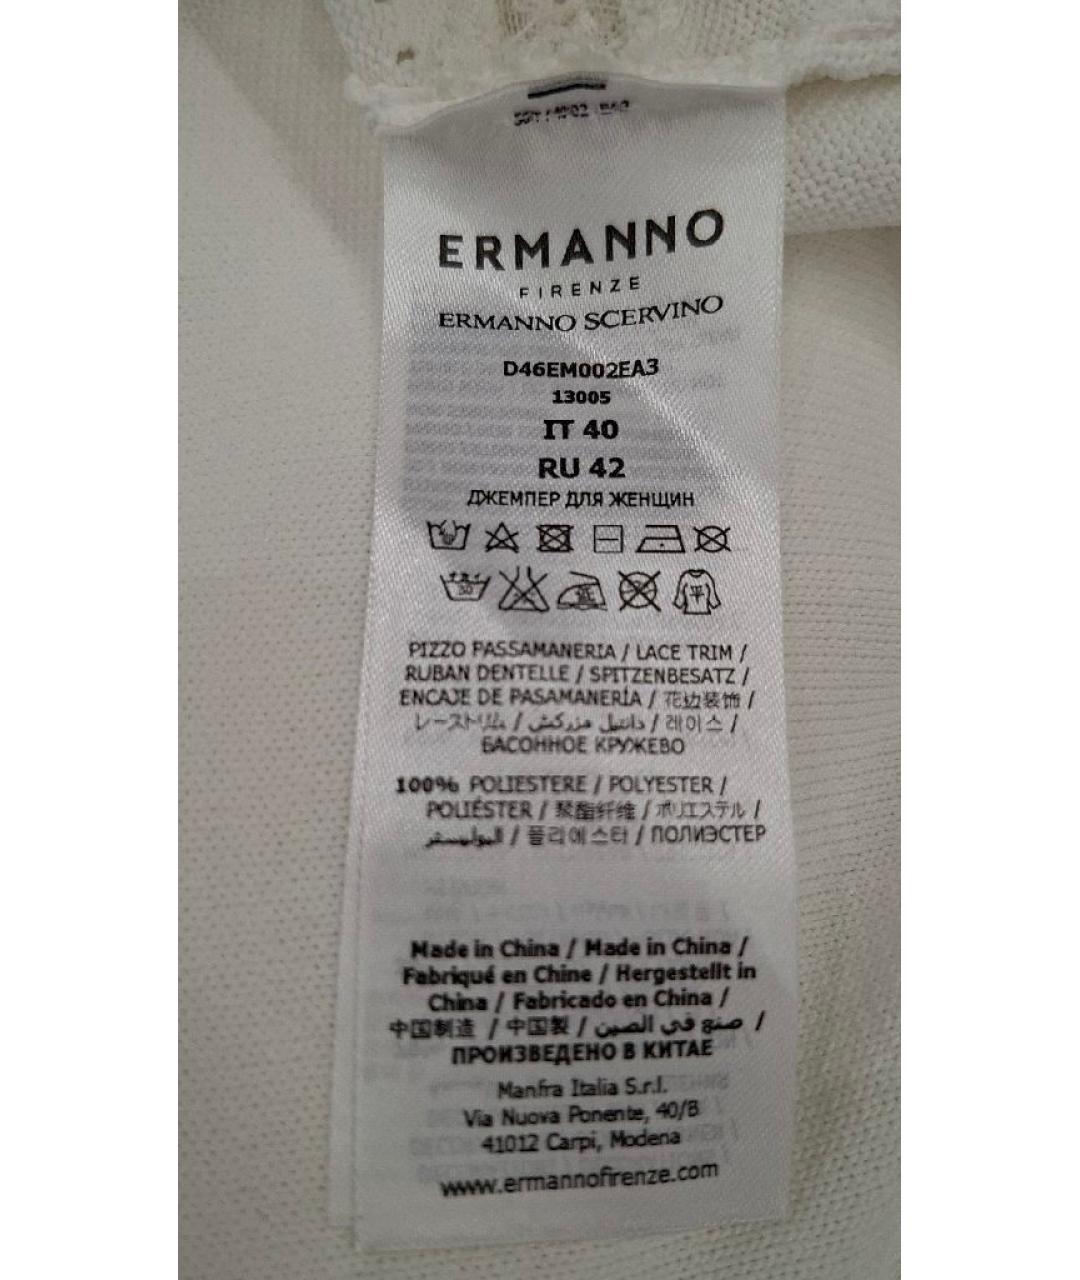 ERMANNO
FIRENZE
ERMANNO SCERVINO
D46EM002EA3
13005
IT 40
RU 42
ДЖЕМПЕР ДЛЯ ЖЕНЩИН
PIZZO PASSAMANERIA / LACE TRIM /
RUBAN DENTELLE / SPITZENBESATZ /
ENCAJE DE PASAMANERÍA / 花边装饰 /
レーストリム / دانتيل مزركش / 레이스 /
БАСОННОЕ КРУЖЕВО
100% POLIESTERE / POLYESTER /
POLIÉSTER / 聚酯纤维 / ポリエステル /
البوليستر / 폴리에스터 / ПОЛИЭСТЕР
Made in China / Made in China /
Fabriqué en Chine / Hergestellt in
China / Fabricado en China /
中国制造 / 中国製 / صنع في الصين /
ПРОИЗВЕДЕНО В КИТАЕ
Manfra Italia S.r.l.
Via Nuova Ponente, 40/B
41012 Carpi, Modena
www.ermannofirenze.com